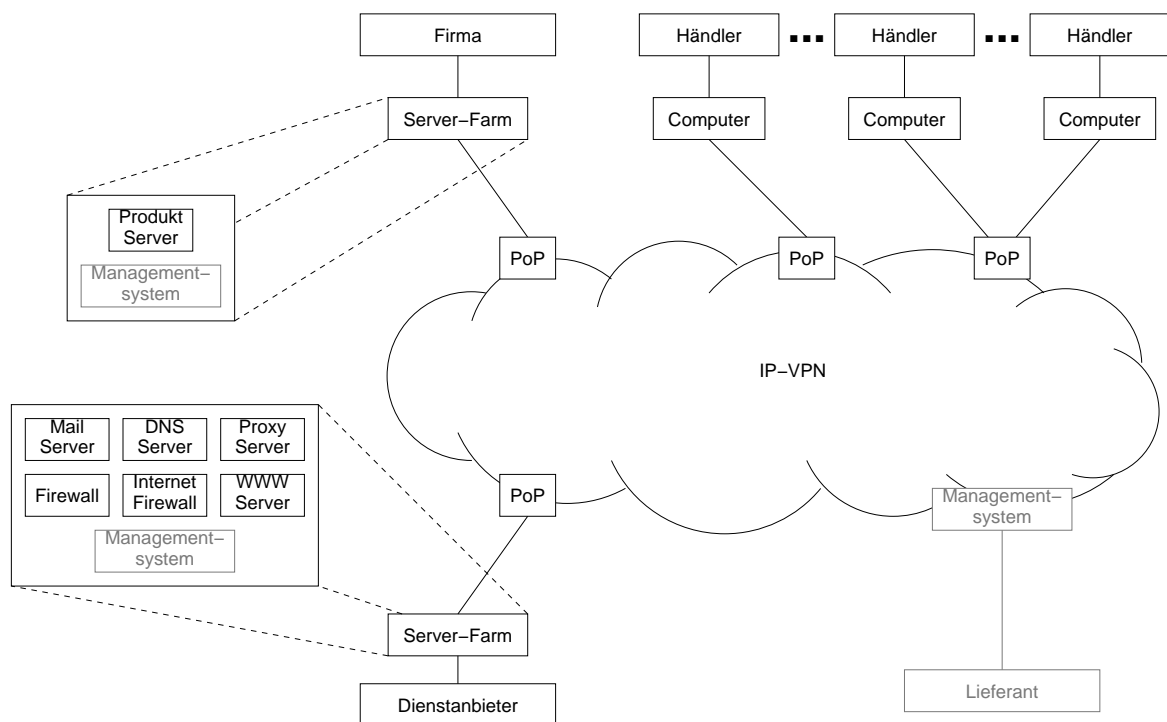 Firma
Händler
Händler
Händler
Server–Farm
Computer
Computer
Computer
Produkt
Server
Management–
system
PoP
PoP
PoP
IP–VPN
Mail
Server
DNS
Server
Proxy
Server
Firewall
Internet
Firewall
WWW
Server
Management–
system
PoP
Management–
system
Server–Farm
Dienstanbieter
Lieferant